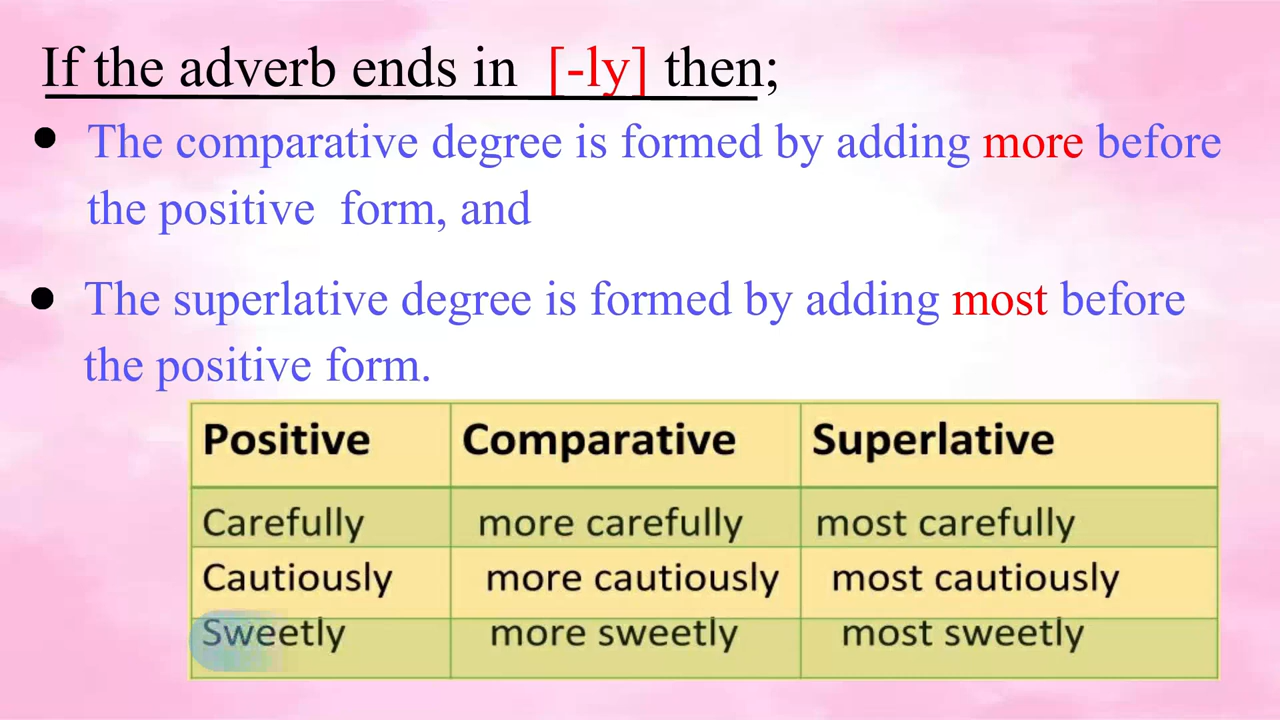 If the adverb ends in [-ly] then;
● The comparative degree is formed by adding more before
the positive form, and
● The superlative degree is formed by adding most before
the positive form.
Positive Comparative Superlative
Carefully more carefully most carefully
Cautiously more cautiously most cautiously
Sweetly more sweetly most sweetly